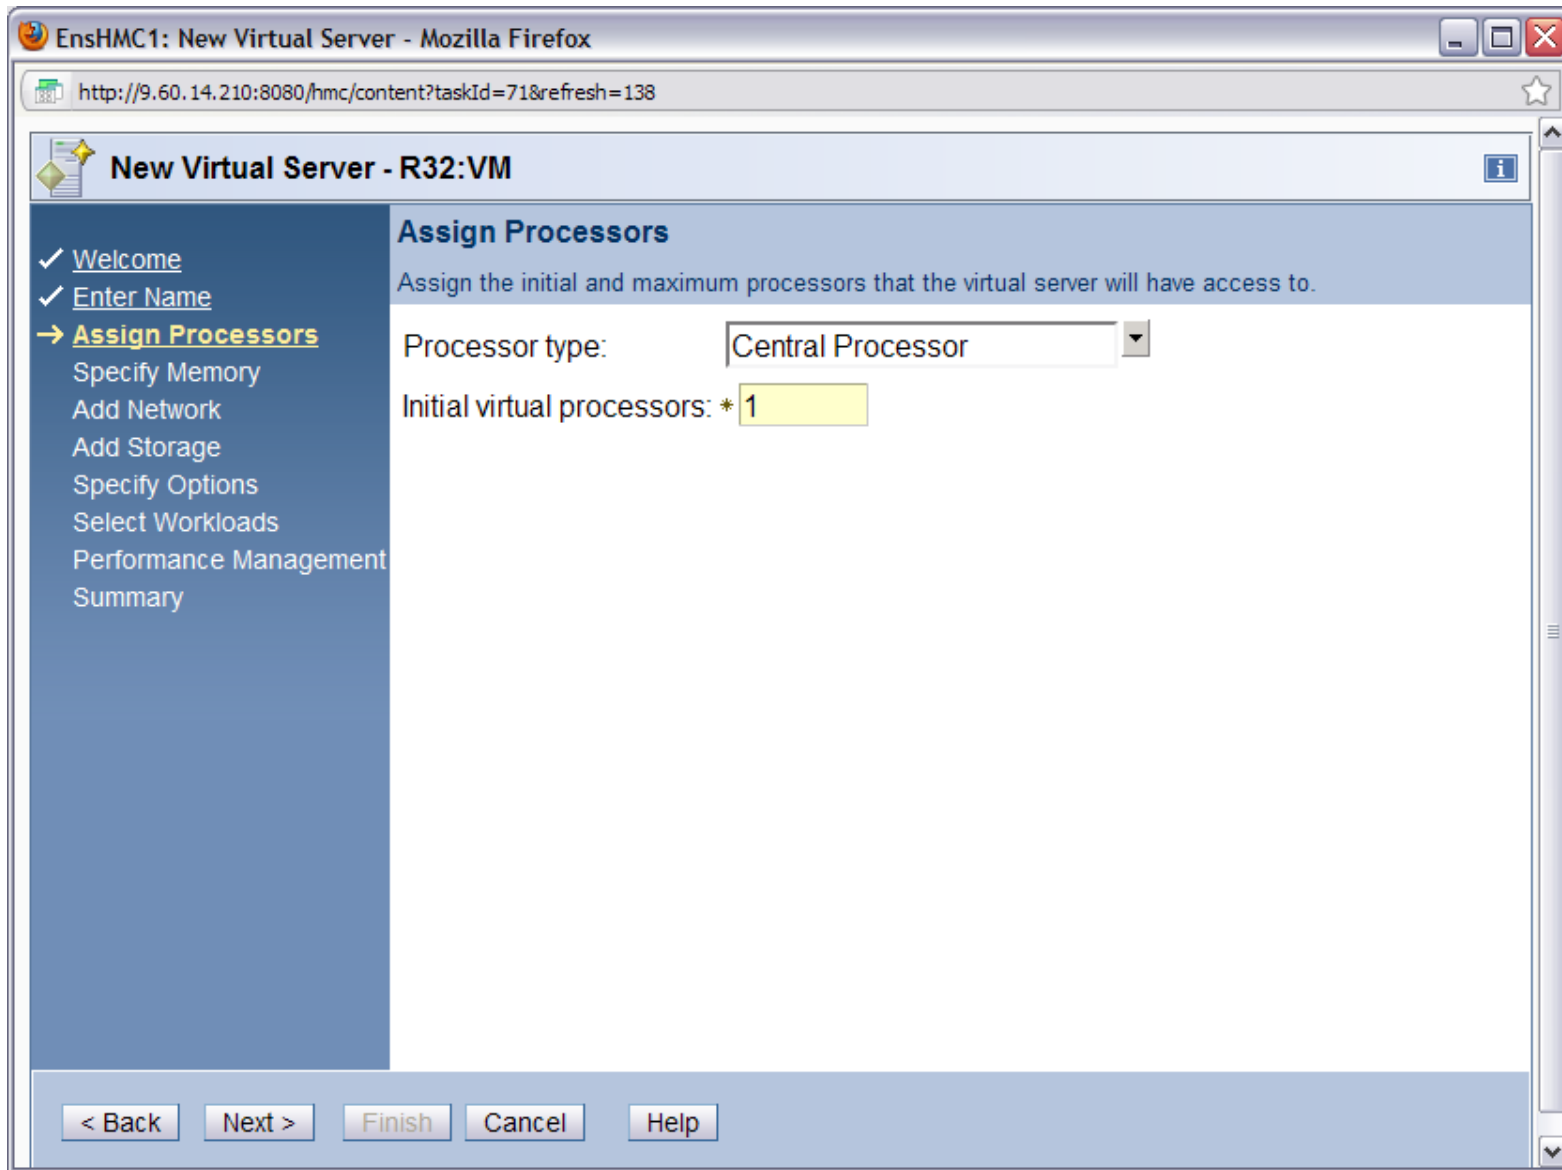 EnsHMC1: New Virtual Server - Mozilla Firefox
http://9.60.14.210:8080/hmc/content?taskId=71&refresh=138
New Virtual Server - R32:VM
i
Welcome
Enter Name
Assign Processors
Specify Memory
Add Network
Add Storage
Specify Options
Select Workloads
Performance Management
Summary
Assign Processors
Assign the initial and maximum processors that the virtual server will have access to.
Processor type: Central Processor
Initial virtual processors: * 1
< Back Next > Finish Cancel Help